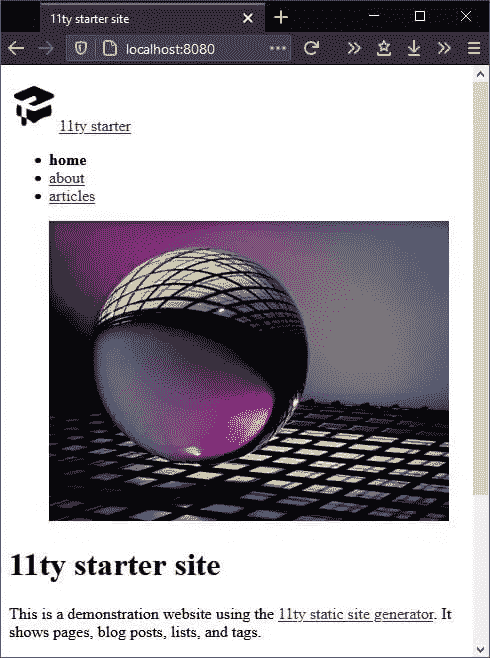 11ty starter site
localhost:8080
11ty starter
home
about
articles
11ty starter site
This is a demonstration website using the 11ty static site generator. It
shows pages, blog posts, lists, and tags.